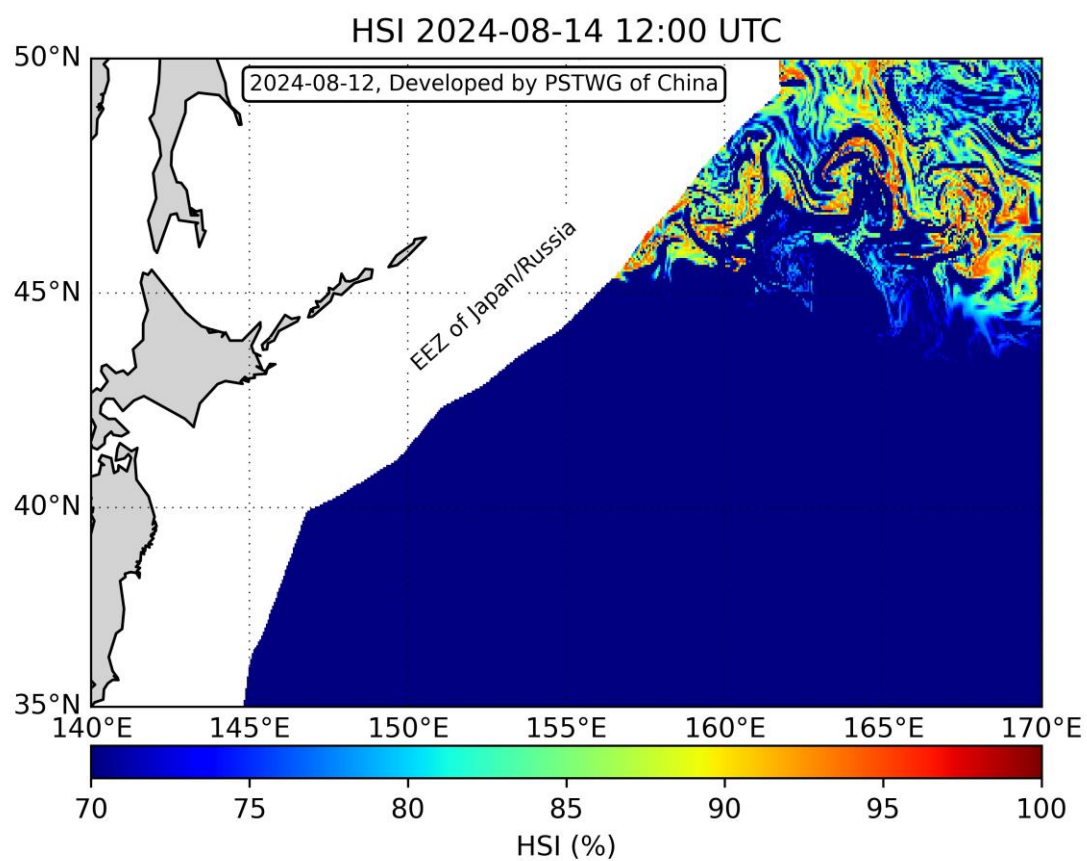 HSI 2024-08-14 12:00 UTC
50°N
2024-08-12, Developed by PSTWG of China
EEZ of Japan/Russia
45°N
40°N
35°N
140°E 145°E 150°E 155°E 160°E 165°E 170°E
70 75 80 85 90 95 100
HSI (%)